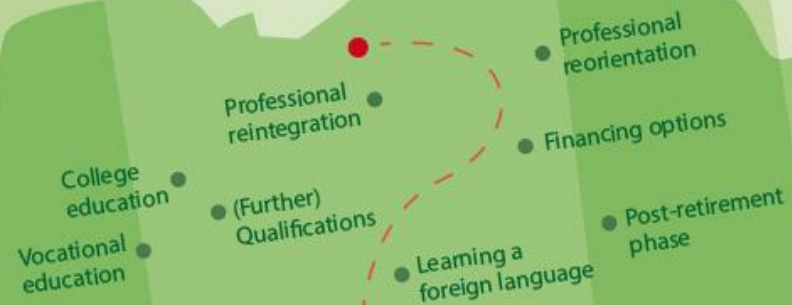 Professional
reorientation
Professional
reintegration
Financing options
College
education
(Further)
Qualifications
Post-retirement
phase
Vocational
education
Learning a
foreign language